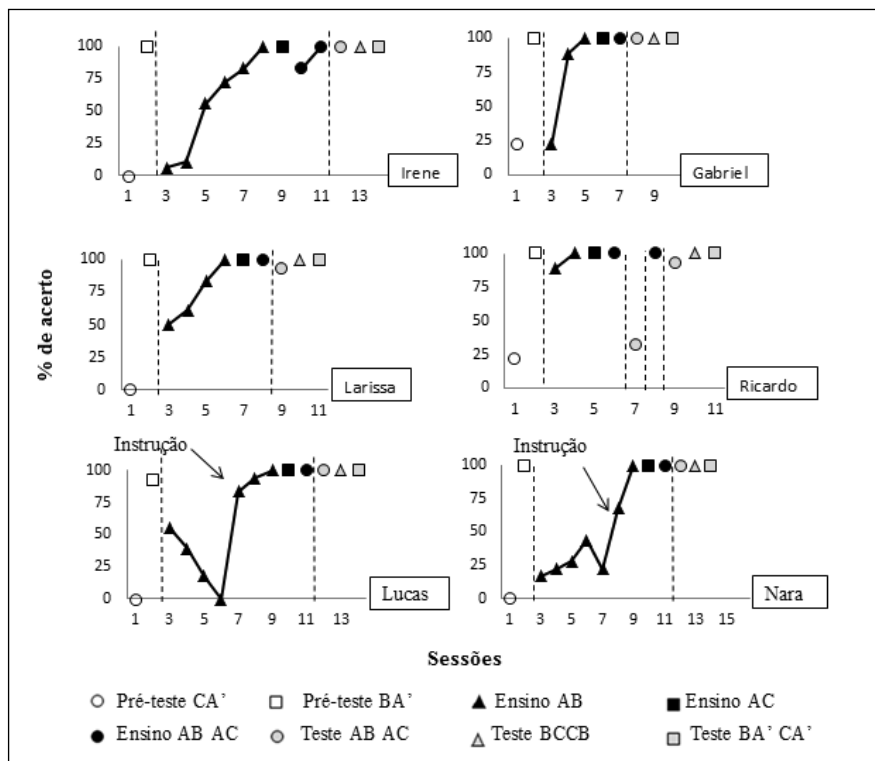 % de acerto
100
75
50
25
0
1 3 5 7 9 11 13
Irene
100
75
50
25
0
1 3 5 7 9
Gabriel
100
75
50
25
0
1 3 5 7 9 11
Larissa
100
75
50
25
0
1 3 5 7 9 11
Ricardo
Instrução
100
75
50
25
0
1 3 5 7 9 11 13
Lucas
Instrução
100
75
50
25
0
1 3 5 7 9 11 13 15
Nara
Sessões
Pré-teste CA’ Pré-teste BA’ Ensino AB Ensino AC
Ensino AB AC Teste AB AC Teste BCCB Teste BA’ CA’